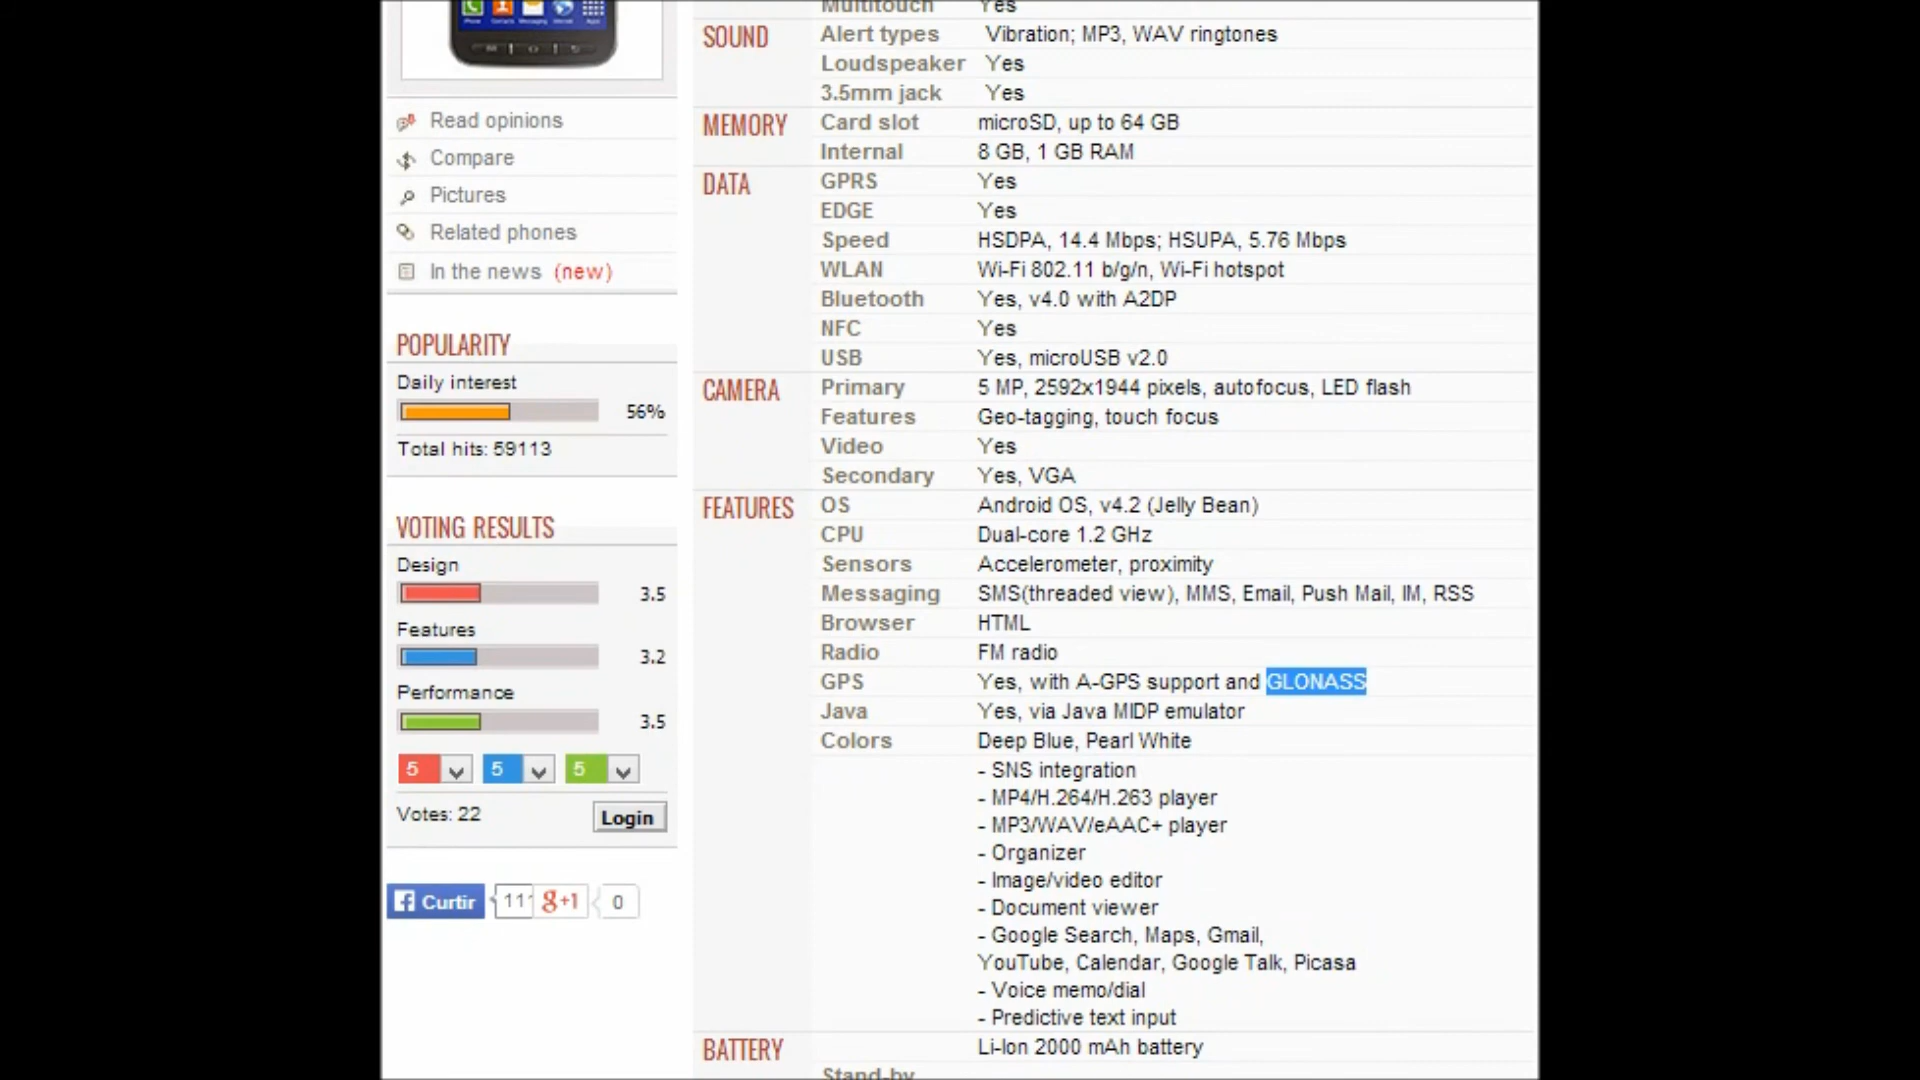 Phone Contacts Messaging Internet Apps
Read opinions
Compare
Pictures
Related phones
In the news (new)
POPULARITY
Daily interest
56%
Total hits: 59113
VOTING RESULTS
Design
3.5
Features
3.2
Performance
3.5
5 5 5
Votes: 22 Login
Curtir g+1 0
Multitouch Yes
SOUND Alert types Vibration; MP3, WAV ringtones
Loudspeaker Yes
3.5mm jack Yes
MEMORY Card slot microSD, up to 64 GB
Internal 8 GB, 1 GB RAM
DATA GPRS Yes
EDGE Yes
Speed HSDPA, 14.4 Mbps; HSUPA, 5.76 Mbps
WLAN Wi-Fi 802.11 b/g/n, Wi-Fi hotspot
Bluetooth Yes, v4.0 with A2DP
NFC Yes
USB Yes, microUSB v2.0
CAMERA Primary 5 MP, 2592x1944 pixels, autofocus, LED flash
Features Geo-tagging, touch focus
Video Yes
Secondary Yes, VGA
FEATURES OS Android OS, v4.2 (Jelly Bean)
CPU Dual-core 1.2 GHz
Sensors Accelerometer, proximity
Messaging SMS(threaded view), MMS, Email, Push Mail, IM, RSS
Browser HTML
Radio FM radio
GPS Yes, with A-GPS support and GLONASS
Java Yes, via Java MIDP emulator
Colors Deep Blue, Pearl White
- SNS integration
- MP4/H.264/H.263 player
- MP3/WAV/eAAC+ player
- Organizer
- Image/video editor
- Document viewer
- Google Search, Maps, Gmail,
YouTube, Calendar, Google Talk, Picasa
- Voice memo/dial
- Predictive text input
BATTERY Li-Ion 2000 mAh battery
Stand-by